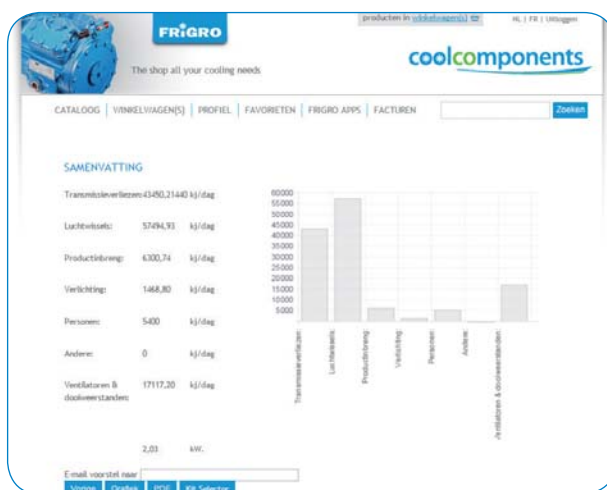 FRIGRO
producten in winkelwagen[s]
NL | FR | Uitloggen
The shop all your cooling needs
coolcomponents
CATALOOG | WINKELWAGEN[S] | PROFIEL | FAVORIETEN | FRIGRO APPS | FACTUREN
Zoeken
SAMENVATTING
Transmissieverliezen: 43450,21440 kj/dag
Luchtwissels: 57494,93 kj/dag
Productinbreng: 6300,74 kj/dag
Verlichting: 1468,80 kj/dag
Personen: 5400 kj/dag
Andere: 0 kj/dag
Ventilatoren & 17117,20 kj/dag
dooiweerstanden:
2,03 kW.
60000
55000
50000
45000
40000
35000
30000
25000
20000
15000
10000
5000
Transmissieverliezen
Luchtwissels
Productinbreng
Verlichting
Personen
Andere
Ventilatoren & dooiweerstanden
E-mail voorstel naar
Vorige Grafiek PDF Kit Selector